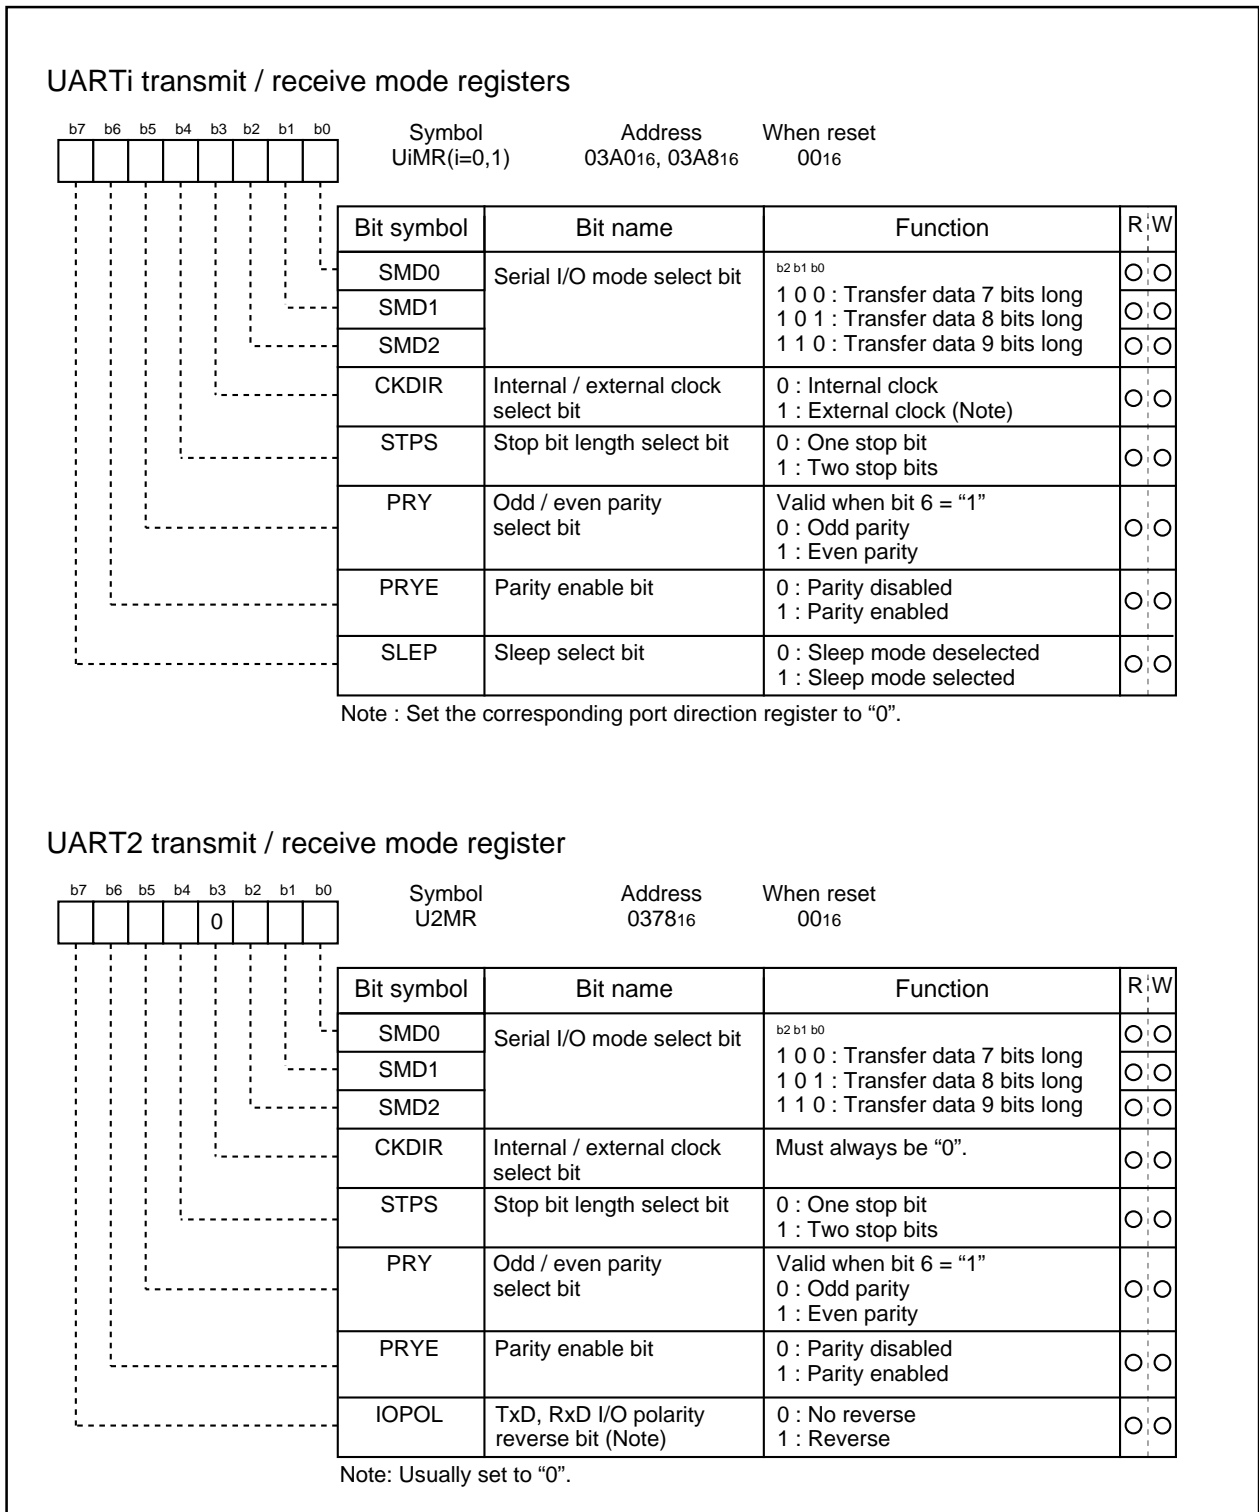 UARTi transmit / receive mode registers
b7 b6 b5 b4 b3 b2 b1 b0
Symbol Address When reset
UiMR(i=0,1) 03A016, 03A816 0016
Bit symbol Bit name Function R W
SMD0 Serial I/O mode select bit b2 b1 b0
1 0 0 : Transfer data 7 bits long
SMD1 1 0 1 : Transfer data 8 bits long
SMD2 1 1 0 : Transfer data 9 bits long
CKDIR Internal / external clock 0 : Internal clock
select bit 1 : External clock (Note)
STPS Stop bit length select bit 0 : One stop bit
1 : Two stop bits
PRY Odd / even parity Valid when bit 6 = “1”
select bit 0 : Odd parity
1 : Even parity
PRYE Parity enable bit 0 : Parity disabled
1 : Parity enabled
SLEP Sleep select bit 0 : Sleep mode deselected
1 : Sleep mode selected
Note : Set the corresponding port direction register to “0”.
UART2 transmit / receive mode register
b7 b6 b5 b4 b3 b2 b1 b0
Symbol Address When reset
0 U2MR 037816 0016
Bit symbol Bit name Function R W
SMD0 Serial I/O mode select bit b2 b1 b0
1 0 0 : Transfer data 7 bits long
SMD1 1 0 1 : Transfer data 8 bits long
SMD2 1 1 0 : Transfer data 9 bits long
CKDIR Internal / external clock Must always be “0”.
select bit
STPS Stop bit length select bit 0 : One stop bit
1 : Two stop bits
PRY Odd / even parity Valid when bit 6 = “1”
select bit 0 : Odd parity
1 : Even parity
PRYE Parity enable bit 0 : Parity disabled
1 : Parity enabled
IOPOL TxD, RxD I/O polarity 0 : No reverse
reverse bit (Note) 1 : Reverse
Note: Usually set to “0”.